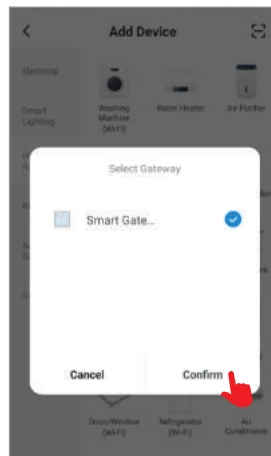 Add Device
Electrical
Smart
Lighting
Washing
Machine
(Wi-Fi)
Water Heater
Air Purifier
Select Gateway
Smart Gate...
Cancel
Confirm
Door/Window
(Wi-Fi)
Refrigerator
(Wi-Fi)
Air
Conditioner